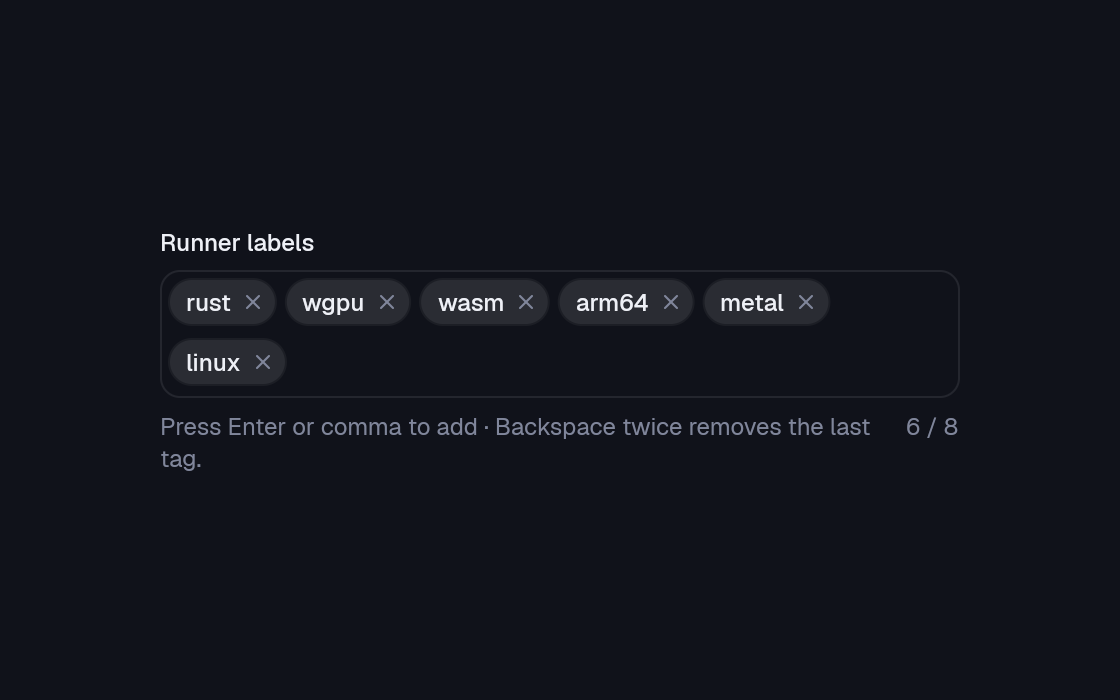 Runner labels
rust wgpu wasm arm64 metal
linux
Press Enter or comma to add · Backspace twice removes the last 6 / 8
tag.